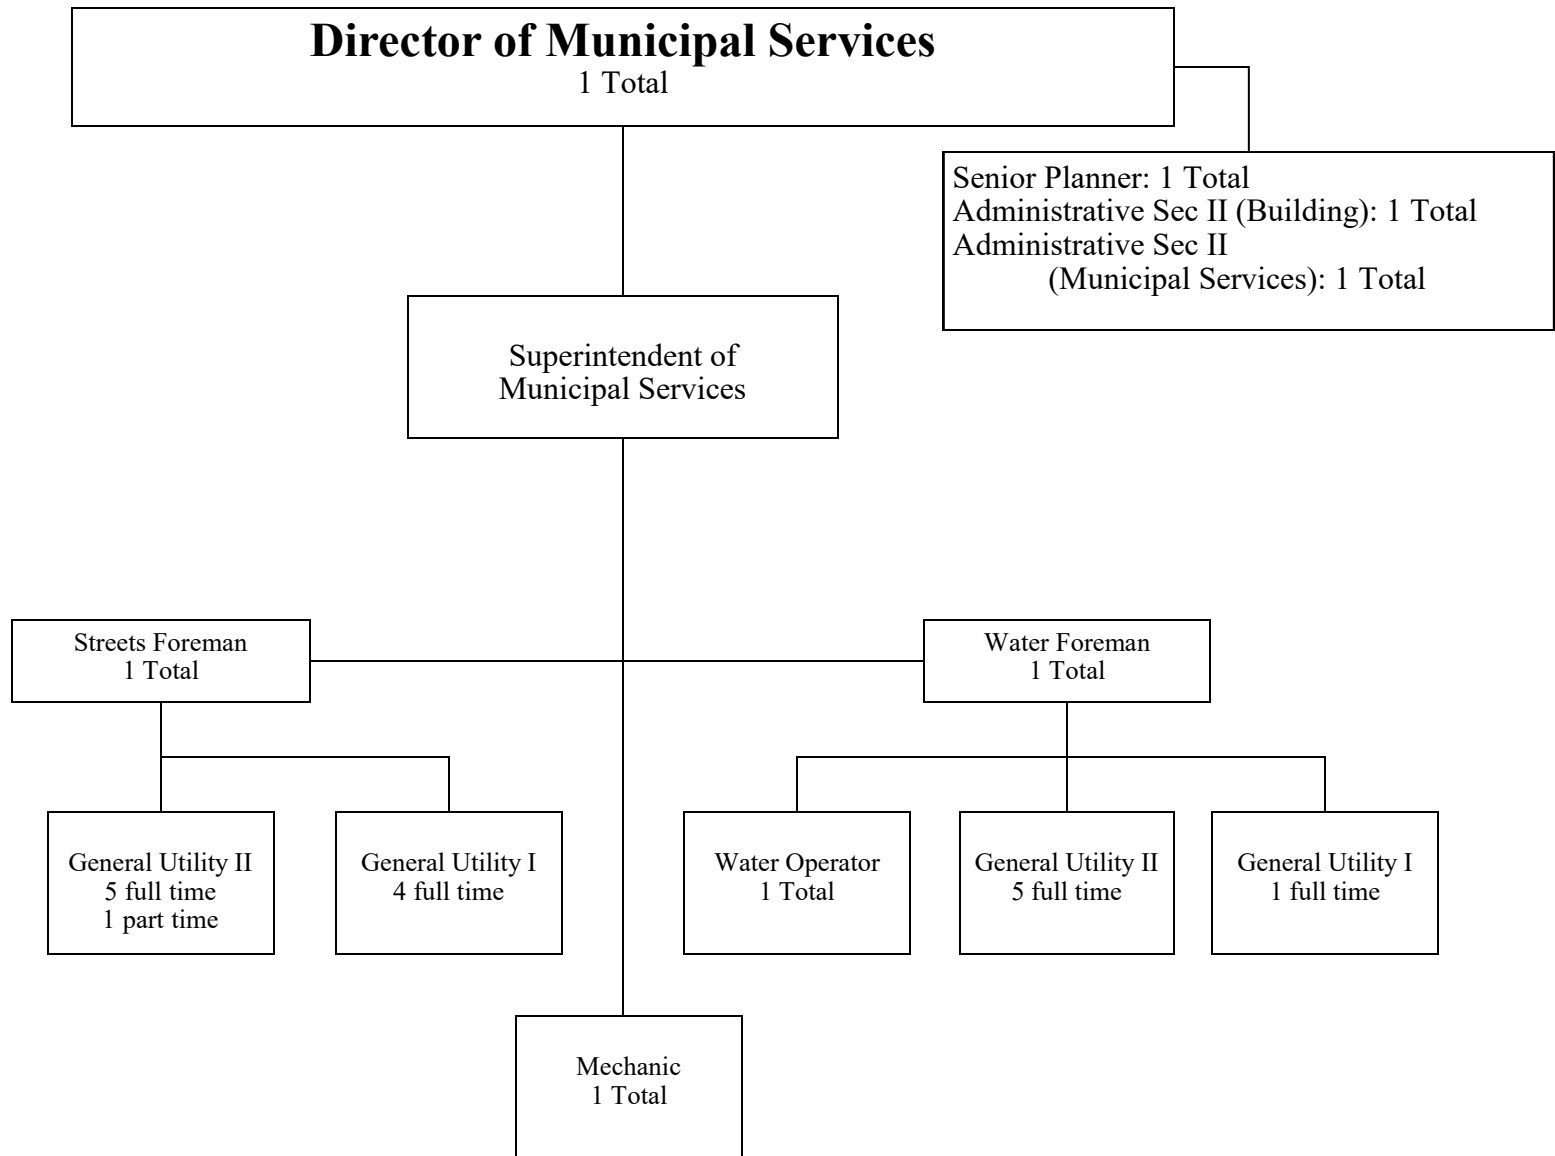 Director of Municipal Services
1 Total
Senior Planner: 1 Total
Administrative Sec II (Building): 1 Total
Administrative Sec II
(Municipal Services): 1 Total
Superintendent of
Municipal Services
Streets Foreman
1 Total
Water Foreman
1 Total
General Utility II
5 full time
1 part time
General Utility I
4 full time
Water Operator
1 Total
General Utility II
5 full time
General Utility I
1 full time
Mechanic
1 Total